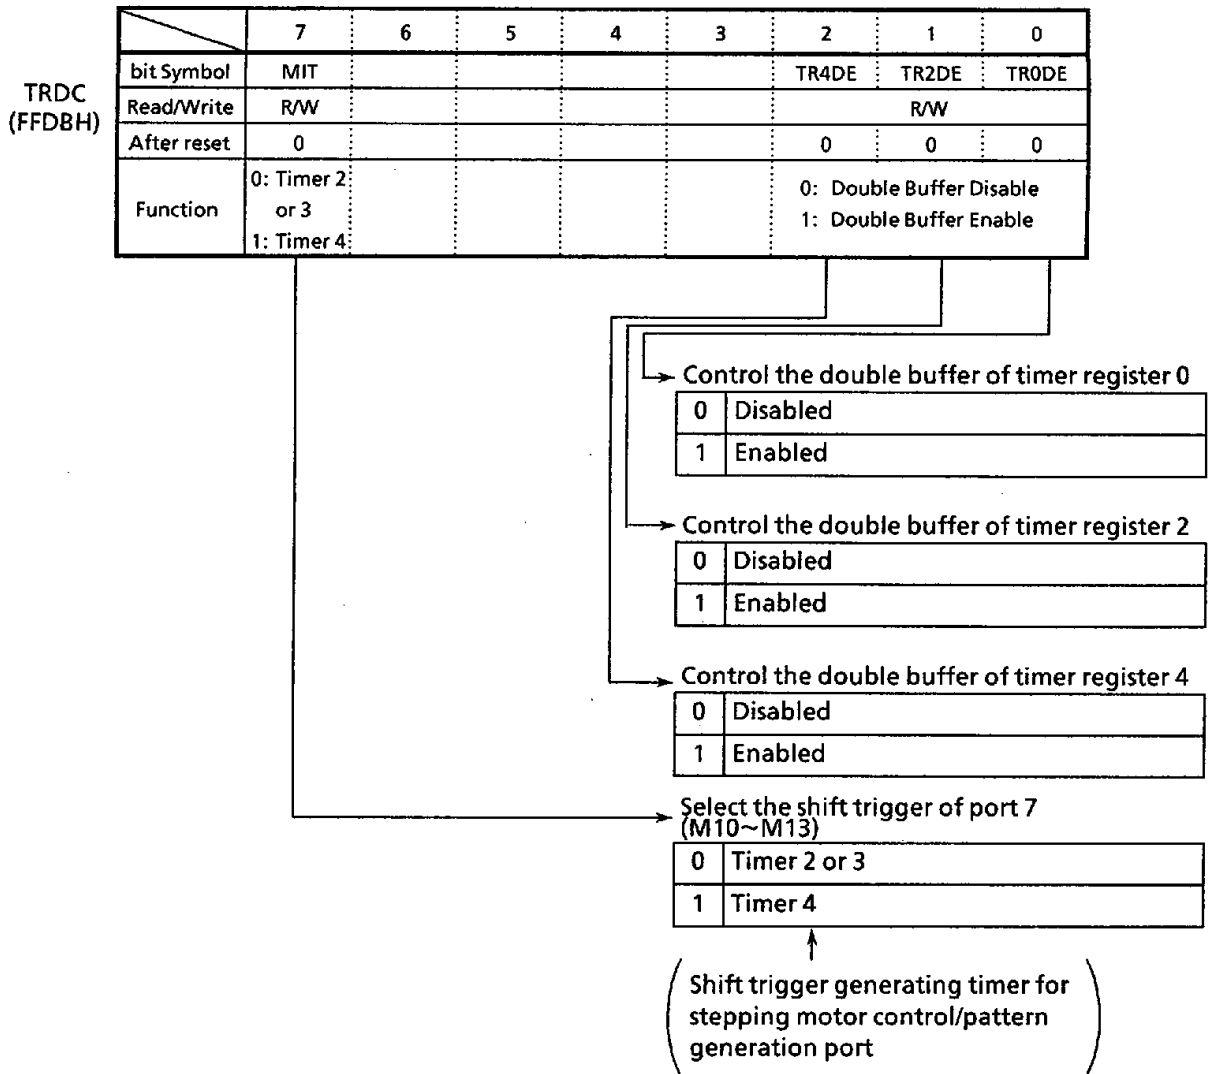 7 6 5 4 3 2 1 0
bit Symbol MIT TR4DE TR2DE TR0DE
TRDC
(FFDBH)
Read/Write R/W R/W
After reset 0 0 0 0
Function
0: Timer 2
or 3
1: Timer 4
0: Double Buffer Disable
1: Double Buffer Enable
Control the double buffer of timer register 0
0 Disabled
1 Enabled
Control the double buffer of timer register 2
0 Disabled
1 Enabled
Control the double buffer of timer register 4
0 Disabled
1 Enabled
Select the shift trigger of port 7
(M10~M13)
0 Timer 2 or 3
1 Timer 4
Shift trigger generating timer for
stepping motor control/pattern
generation port